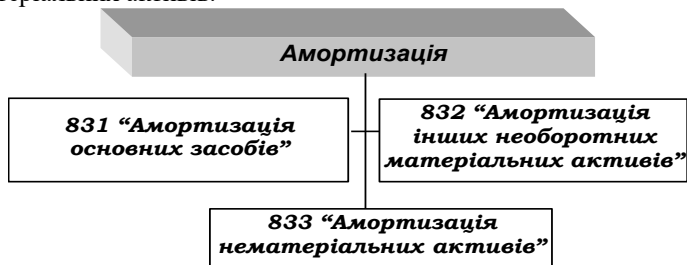 Амортизація
831 “Амортизація
основних засобів”
832 “Амортизація
інших необоротних
матеріальних активів”
833 “Амортизація
нематеріальних активів”